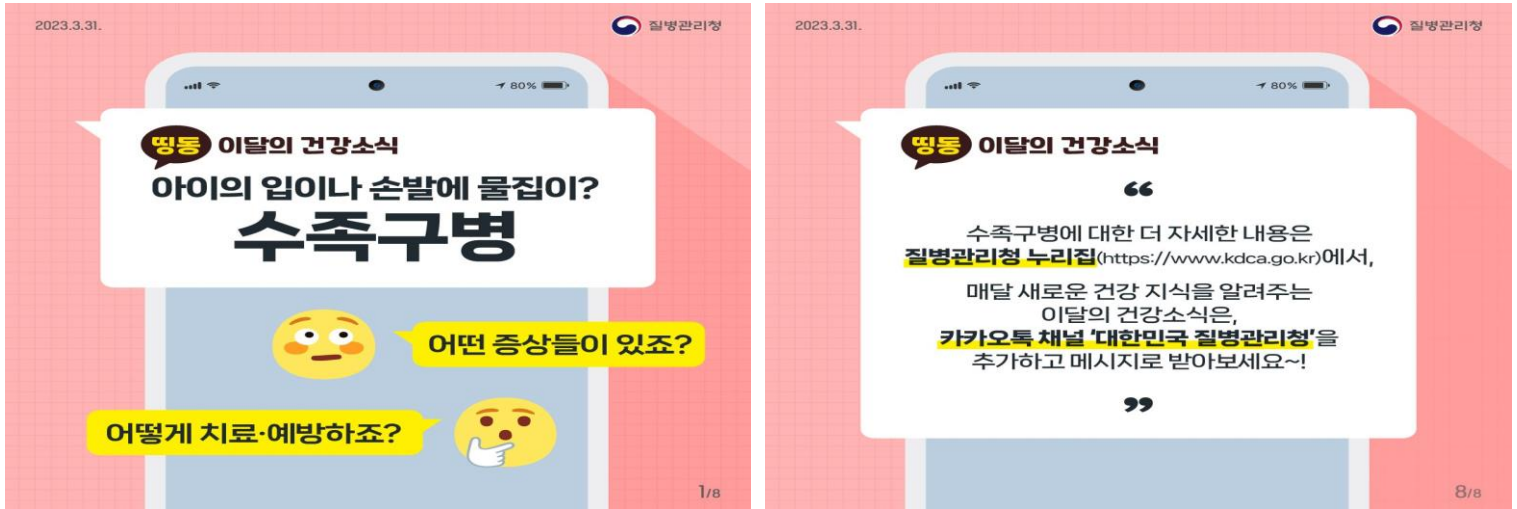 2023.3.31.
질병관리청
80%
띵동 이달의 건강소식
아이의 입이나 손발에 물집이?
수족구병
어떤 증상들이 있죠?
어떻게 치료·예방하죠?
1/8
2023.3.31.
질병관리청
80%
띵동 이달의 건강소식
“
수족구병에 대한 더 자세한 내용은
질병관리청 누리집(https://www.kdca.go.kr)에서,
매달 새로운 건강 지식을 알려주는
이달의 건강소식은,
카카오톡 채널 ‘대한민국 질병관리청’을
추가하고 메시지로 받아보세요~!
”
8/8